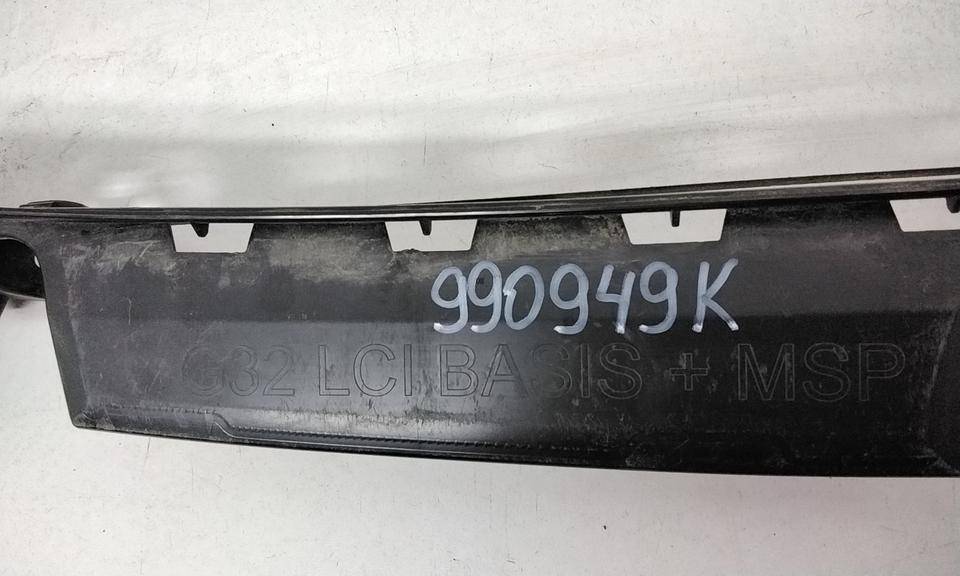 990949K
G32 LCI BASIS + MSP